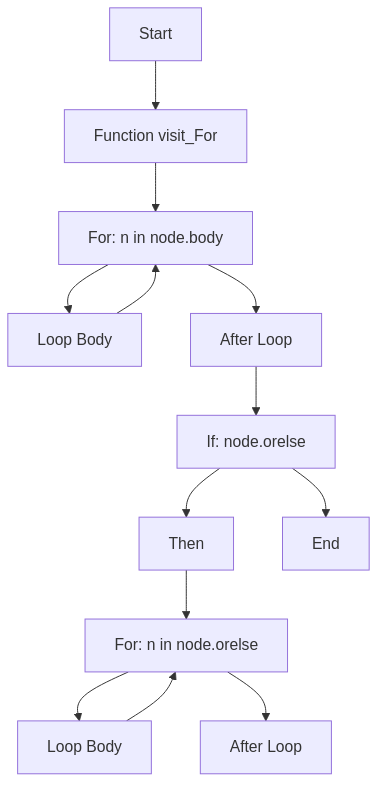 Start
Function visit_For
For: n in node.body
Loop Body
After Loop
If: node.orelse
Then
End
For: n in node.orelse
Loop Body
After Loop